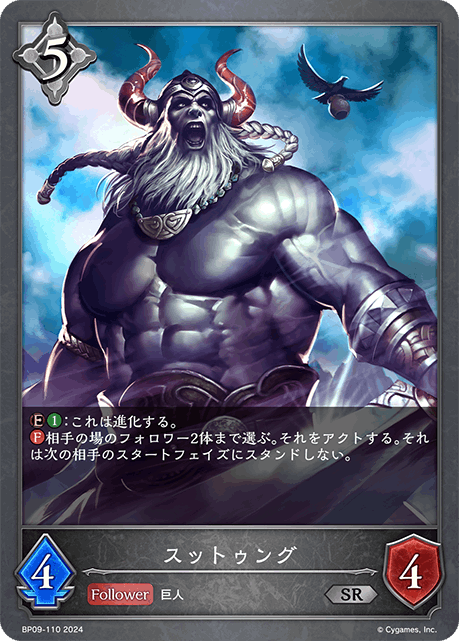 5
E 1:これは進化する。
F 相手の場のフォロワー2体まで選ぶ。それをアクトする。それ
は次の相手のスタートフェイズにスタンドしない。
スットゥング
4 Follower 巨人 SR 4
BP09-110 2024 © Cygames, Inc.